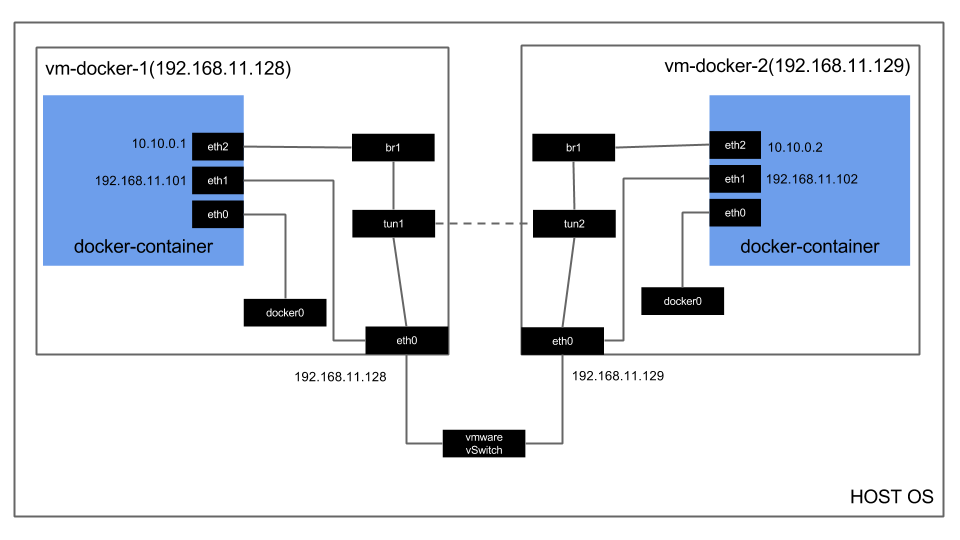 vm-docker-1(192.168.11.128)
10.10.0.1
eth2
192.168.11.101
eth1
eth0
docker-container
docker0
br1
tun1
eth0
192.168.11.128
vm-docker-2(192.168.11.129)
br1
eth2
10.10.0.2
eth1
192.168.11.102
eth0
docker-container
tun2
docker0
eth0
192.168.11.129
vmware
vSwitch
HOST OS